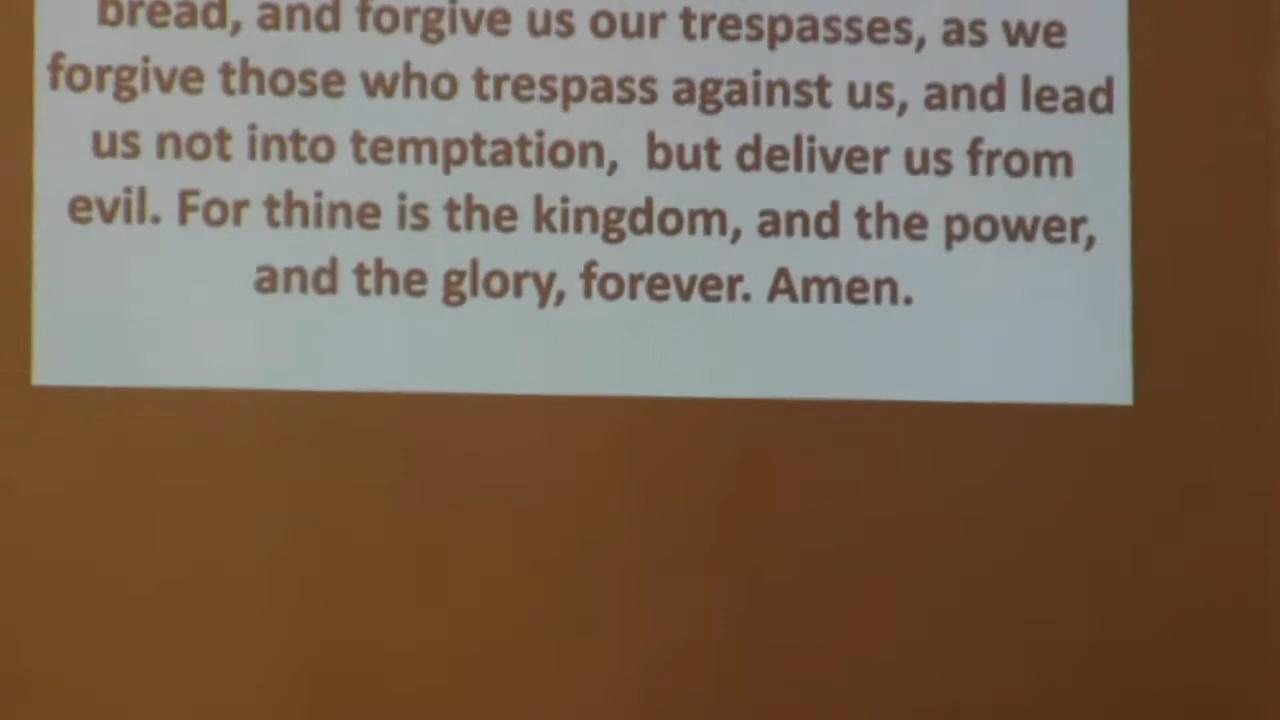 bread, and forgive us our trespasses, as we
forgive those who trespass against us, and lead
us not into temptation,  but deliver us from
evil. For thine is the kingdom, and the power,
and the glory, forever. Amen.